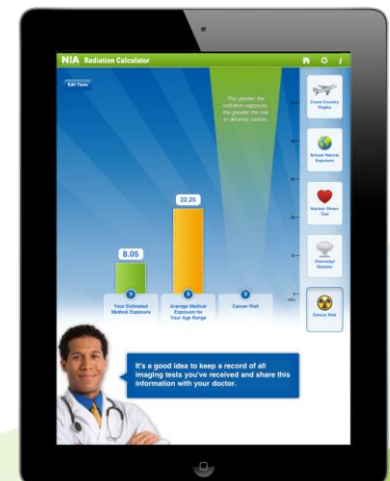 NIA Radiation Calculator
Edit Tests
The greater the
radiation exposure,
the greater the risk
to develop cancer.
Cross-Country
Flights
Annual Natural
Exposure
Nuclear Stress
Test
Chernobyl
Disaster
Cancer Risk
22.25
8.05
Your Estimated
Medical Exposure
Average Medical
Exposure for
Your Age Range
Cancer Risk
It's a good idea to keep a record of all
imaging tests you've received and share this
information with your doctor.